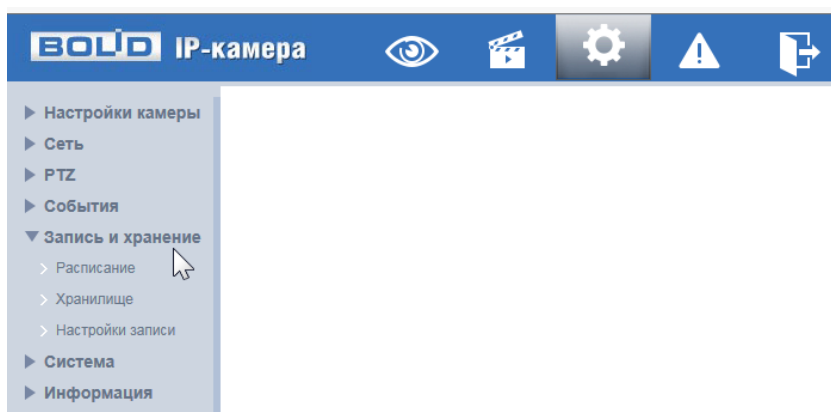 BOLID IP-камера
Настройки камеры
Сеть
PTZ
События
Запись и хранение
Расписание
Хранилище
Настройки записи
Система
Информация